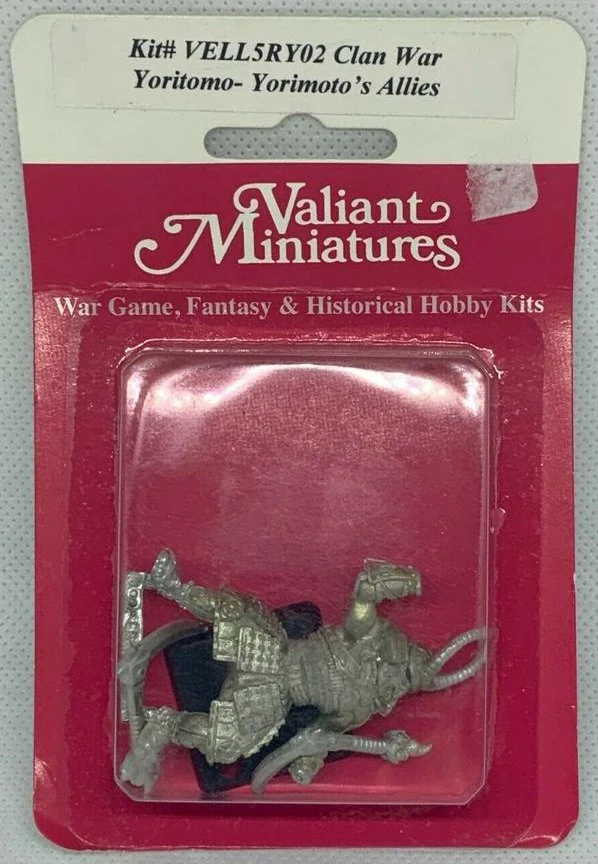 Kit# VELL5RY02 Clan War
Yoritomo- Yorimoto's Allies
Valiant
Miniatures
War Game, Fantasy & Historical Hobby Kits